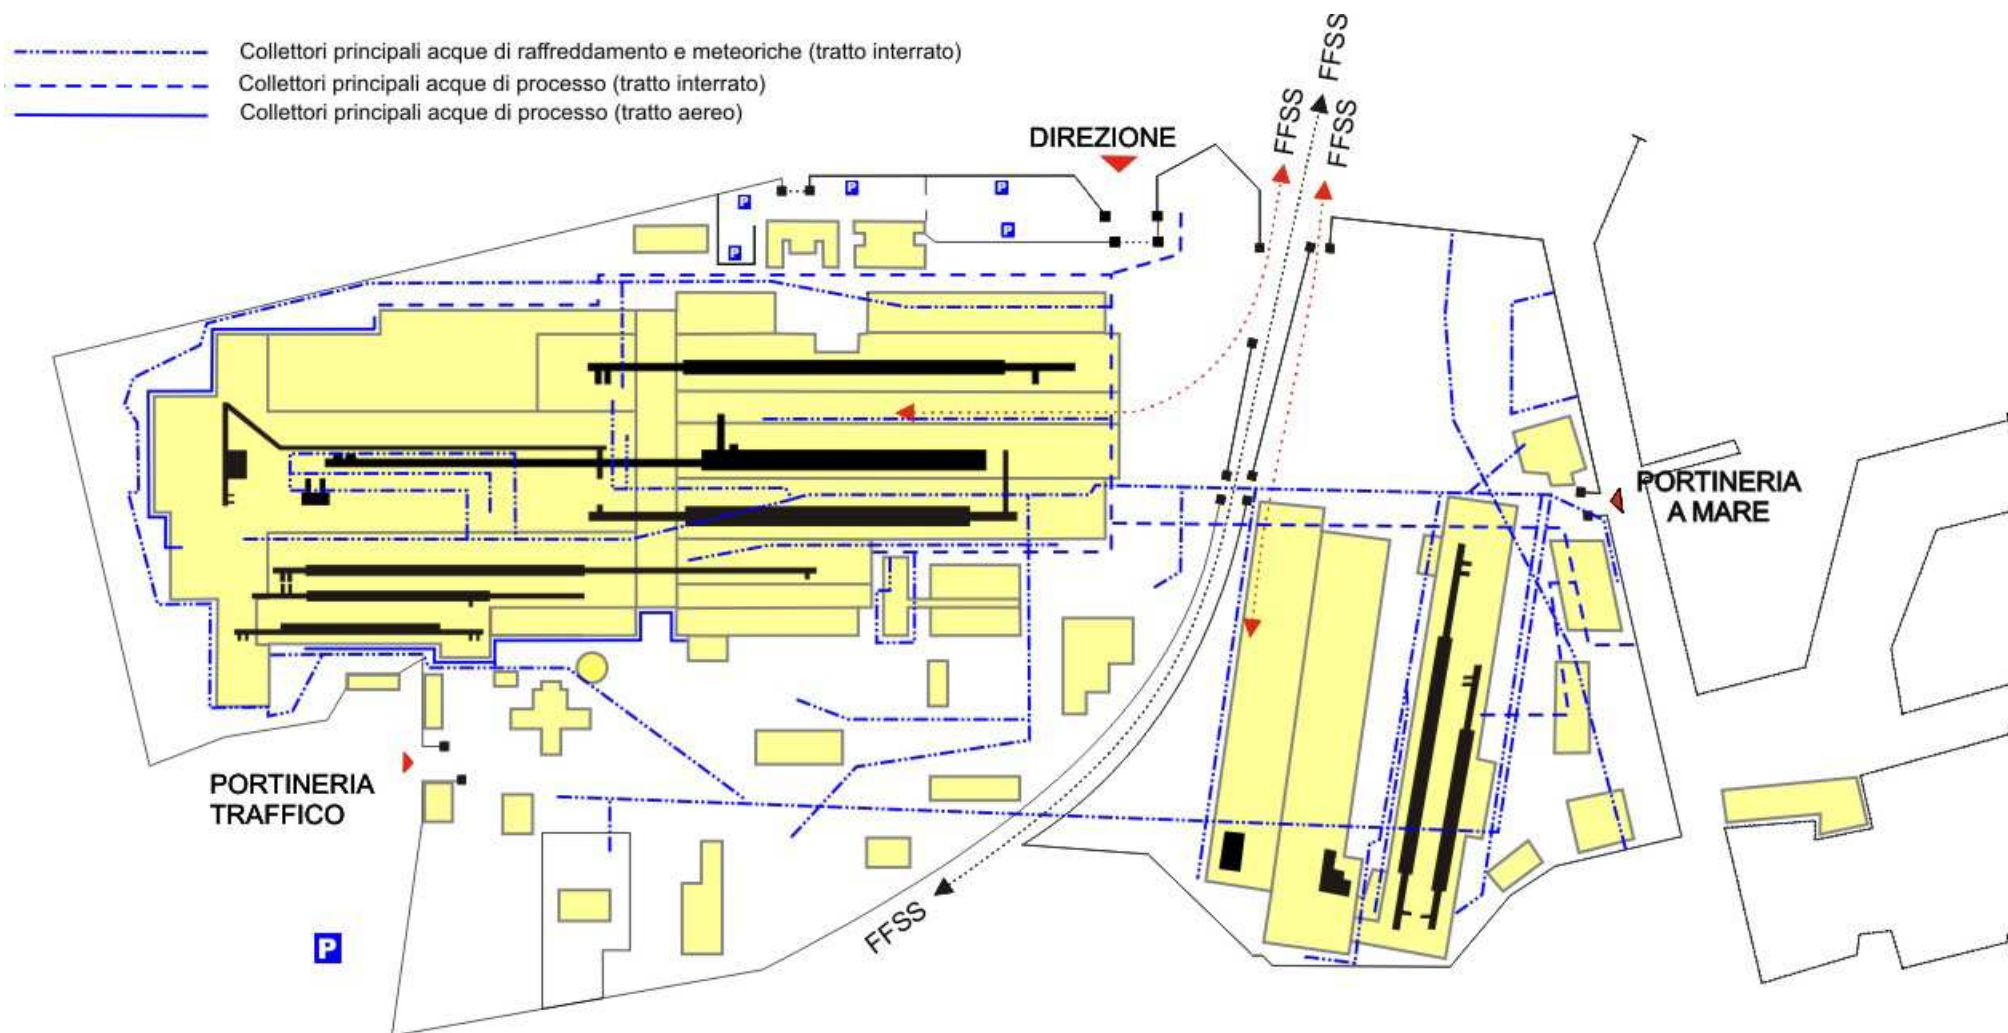 Collettori principali acque di raffreddamento e meteoriche (tratto interrato)
Collettori principali acque di processo (tratto interrato)
Collettori principali acque di processo (tratto aereo)
FFSS
FFSS
FFSS
DIREZIONE
P
P
P
P
P
PORTINERIA
A MARE
PORTINERIA
TRAFFICO
FFSS
P